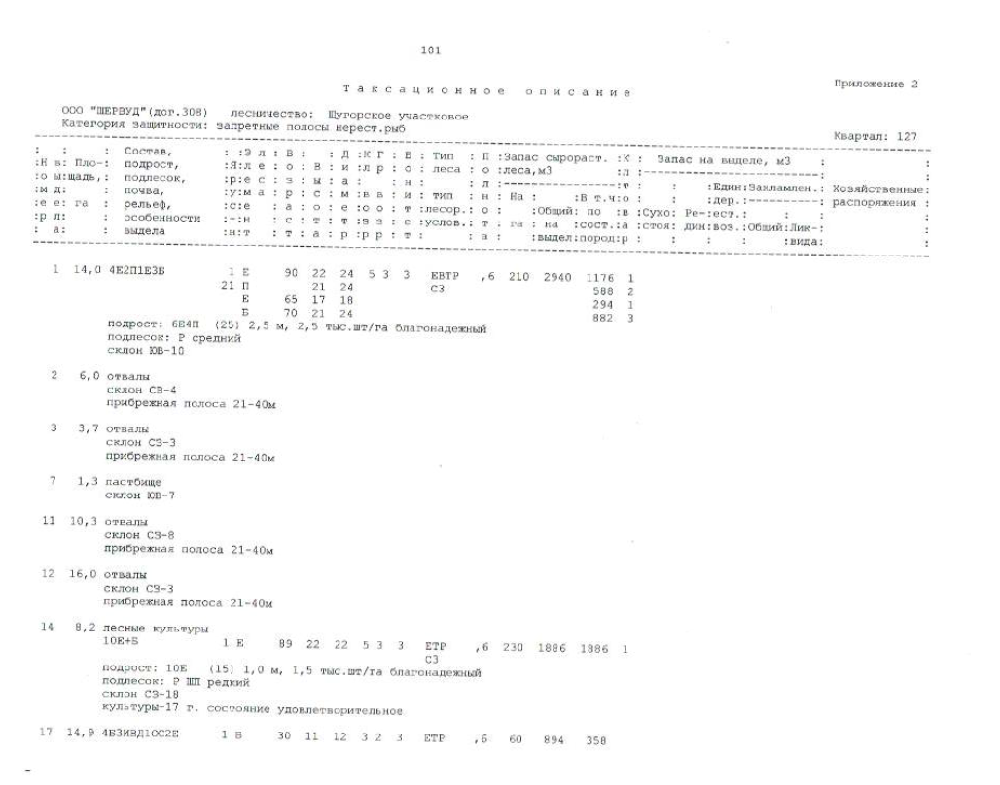 101
Приложение 2
Таксационное описание
ООО "ШЕРВУД"(дог.308) лесничество: Щугорское участковое
Категория защитности: запретные полосы нерест.рыб
Квартал: 127
: : : Состав, : :Э л : В : : Д :К Г : Б : Тип : П :Запас сырораст. :К : Запас на выделе, м3 : :
:Н в: Пло-: подрост, :Я:л е : о : В : и :л р : о : леса : о :леса,м3 :л :-----------------------: :
:о ы:щадь,: подлесок, :р:е с : з : ы : а : : н : : л :----------------:т : : :Един:Захламлен.: Хозяйственные:
:м д: : почва, :у:м а : р : с : м :в в : и : тип : н : На : :В т.ч:о : : :дер.:----------: распоряжения :
:е е: га : рельеф, :с:е : а : о : е :о о : т :лесор.: о : :Общий: по :в :Сухо: Ре-:ест.: : : :
:р л: : особенности :-:н : с : т : т :з з : е :услов.: т : га : на :сост.:а :стоя: дин:воз.:Общий:Лик-: :
: а: : выдела :н:т : т : а : р :р р : т : : а : :выдел:пород:р : : : : :вида: :
1 14,0 4Е2П1Е3Б 1 Е 90 22 24 5 3 3 ЕВТР ,6 210 2940 1176 1
21 П 21 24 С3 588 2
Е 65 17 18 294 1
Б 70 21 24 882 3
подрост: 6Е4П (25) 2,5 м, 2,5 тыс.шт/га благонадежный
подлесок: Р средний
склон ЮВ-10
2 6,0 отвалы
склон СВ-4
прибрежная полоса 21-40м
3 3,7 отвалы
склон СЗ-3
прибрежная полоса 21-40м
7 1,3 пастбище
склон ЮВ-7
11 10,3 отвалы
склон СЗ-8
прибрежная полоса 21-40м
12 16,0 отвалы
склон СЗ-3
прибрежная полоса 21-40м
14 8,2 лесные культуры
10Е+Б 1 Е 89 22 22 5 3 3 ЕТР ,6 230 1886 1886 1
С3
подрост: 10Е (15) 1,0 м, 1,5 тыс.шт/га благонадежный
подлесок: Р ШП редкий
склон СЗ-18
культуры-17 г. состояние удовлетворительное
17 14,9 4Б3ИВД1ОС2Е 1 Б 30 11 12 3 2 3 ЕТР ,6 60 894 358